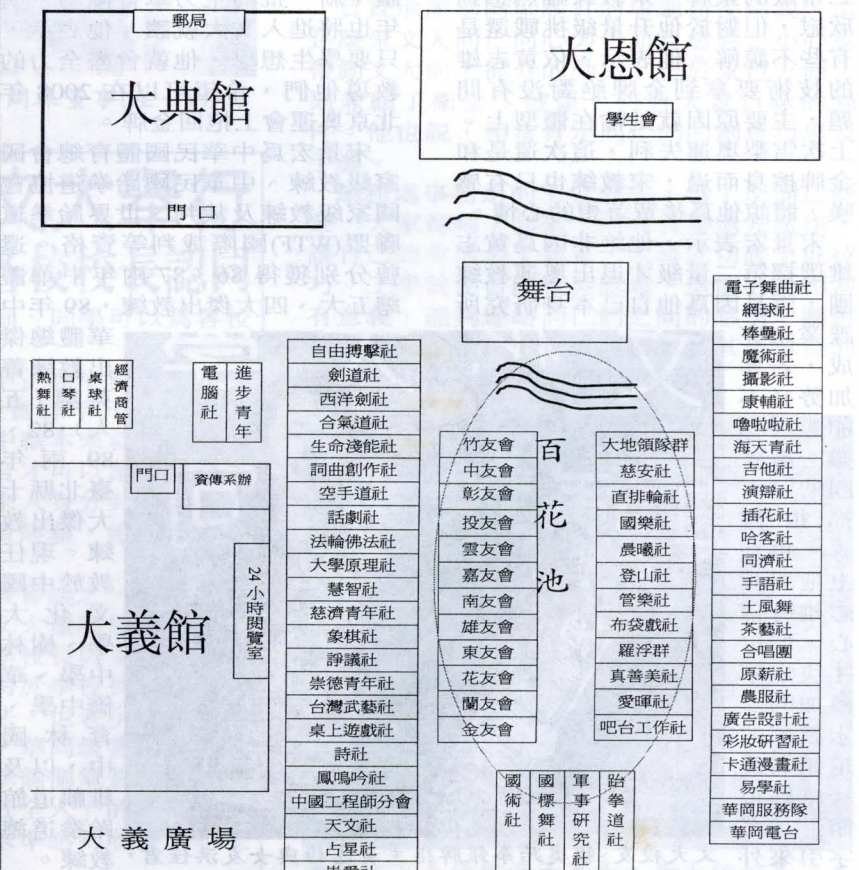 郵局
大典館
門口
大恩館
學生會
舞台
熱舞社
口琴社
桌球社
經濟商管
電腦社
進步青年
門口
資傳系辦
24小時閱覽室
大義館
大義廣場
自由搏擊社
劍道社
西洋劍社
合氣道社
生命淺能社
詞曲創作社
空手道社
話劇社
法輪佛法社
大學原理社
慧智社
慈濟青年社
象棋社
諍議社
崇德青年社
台灣武藝社
桌上遊戲社
詩社
鳳鳴吟社
中國工程師分會
天文社
占星社
百花池
竹友會
中友會
彰友會
投友會
雲友會
嘉友會
南友會
雄友會
東友會
花友會
蘭友會
金友會
大地領隊群
慈安社
直排輪社
國樂社
晨曦社
登山社
管樂社
布袋戲社
羅浮群
真善美社
愛暉社
吧台工作社
國術社
國標舞社
軍事研究社
跆拳道社
電子舞曲社
網球社
棒壘社
魔術社
攝影社
康輔社
嚕啦啦社
海天青社
吉他社
演辯社
插花社
哈客社
同濟社
手語社
土風舞
茶藝社
合唱團
原薪社
農服社
廣告設計社
彩妝研習社
卡通漫畫社
易學社
華岡服務隊
華岡電台